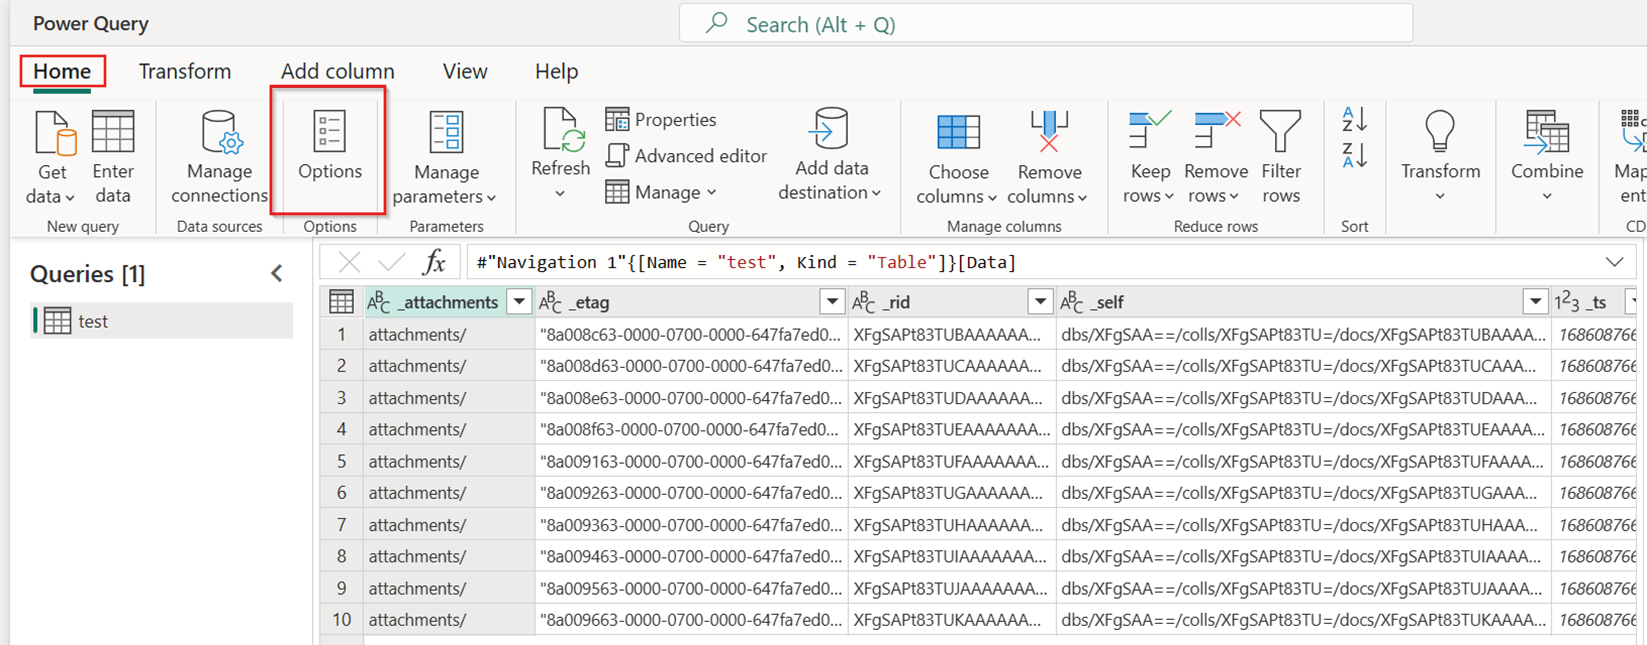 Power Query
Search (Alt + Q)
Home Transform Add column View Help
Get data
Enter data
New query
Manage connections
Data sources
Options
Options
Manage parameters
Parameters
Refresh
Properties
Advanced editor
Manage
Add data destination
Query
Choose columns
Remove columns
Manage columns
Keep rows
Remove rows
Filter rows
Reduce rows
A Z
Z A
Sort
Transform
Combine
Map
CD
Queries [1]
test
fx #"Navigation 1"{[Name = "test", Kind = "Table"]}[Data]
ABC _attachments ABC _etag ABC _rid ABC _self 123 _ts
1 attachments/ "8a008c63-0000-0700-0000-647fa7ed0... XFgSAPt83TUBAAAAAA... dbs/XFgSAA==/colls/XFgSAPt83TU=/docs/XFgSAPt83TUBAAAA... 168608766
2 attachments/ "8a008d63-0000-0700-0000-647fa7ed0... XFgSAPt83TUCAAAAAA... dbs/XFgSAA==/colls/XFgSAPt83TU=/docs/XFgSAPt83TUCAAA... 168608766
3 attachments/ "8a008e63-0000-0700-0000-647fa7ed0... XFgSAPt83TUDAAAAAA... dbs/XFgSAA==/colls/XFgSAPt83TU=/docs/XFgSAPt83TUDAAA... 168608766
4 attachments/ "8a008f63-0000-0700-0000-647fa7ed0... XFgSAPt83TUEAAAAAAA... dbs/XFgSAA==/colls/XFgSAPt83TU=/docs/XFgSAPt83TUEAAAA... 168608766
5 attachments/ "8a009163-0000-0700-0000-647fa7ed0... XFgSAPt83TUFAAAAAAA... dbs/XFgSAA==/colls/XFgSAPt83TU=/docs/XFgSAPt83TUFAAAA... 168608766
6 attachments/ "8a009263-0000-0700-0000-647fa7ed0... XFgSAPt83TUGAAAAAA... dbs/XFgSAA==/colls/XFgSAPt83TU=/docs/XFgSAPt83TUGAAA... 168608766
7 attachments/ "8a009363-0000-0700-0000-647fa7ed0... XFgSAPt83TUHAAAAAA... dbs/XFgSAA==/colls/XFgSAPt83TU=/docs/XFgSAPt83TUHAAA... 168608766
8 attachments/ "8a009463-0000-0700-0000-647fa7ed0... XFgSAPt83TUIAAAAAAA... dbs/XFgSAA==/colls/XFgSAPt83TU=/docs/XFgSAPt83TUIAAAA... 168608766
9 attachments/ "8a009563-0000-0700-0000-647fa7ed0... XFgSAPt83TUJAAAAAAA... dbs/XFgSAA==/colls/XFgSAPt83TU=/docs/XFgSAPt83TUJAAAA... 168608766
10 attachments/ "8a009663-0000-0700-0000-647fa7ed0... XFgSAPt83TUKAAAAAA... dbs/XFgSAA==/colls/XFgSAPt83TU=/docs/XFgSAPt83TUKAAAA... 168608766